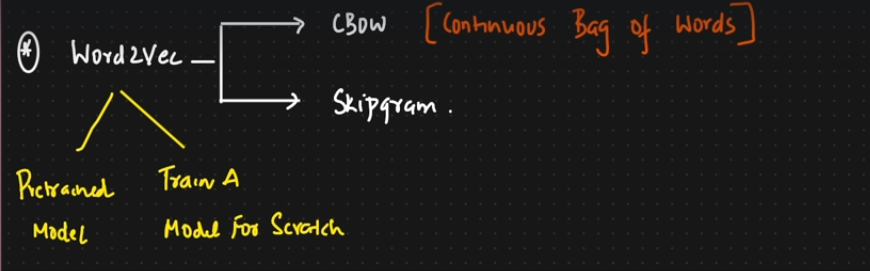 CBOW [Continuous Bag of Words]
* Word2Vec
Skipgram.
Pretrained Model
Train A Model For Scratch